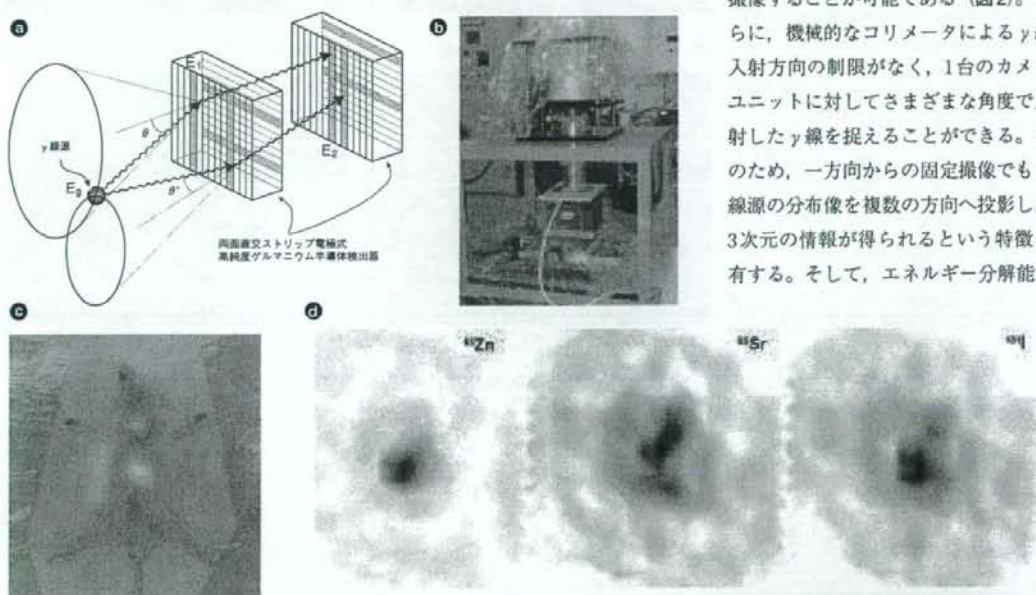 撮像することが可能である（図2）。
らに，機械的なコリメータによるγ
入射方向の制限がなく，1台のカメ
ユニットに対してさまざまな角度で
射したγ線を捉えることができる。
のため，一方向からの固定撮像でも
線源の分布像を複数の方向へ投影し
3次元の情報が得られるという特徴
有する。そして，エネルギー分解能
a
E1
θ
γ線源
Eg
θ'
E2
両面直交ストリップ電極式
高純度ゲルマニウム半導体検出器
b
c
d
65Zn
85Sr
131I